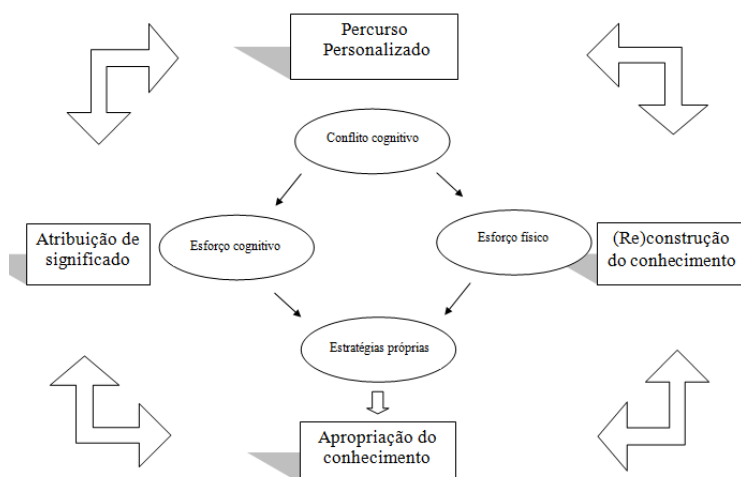 Percurso
Personalizado
Conflito cognitivo
Atribuição de
significado
Esforço cognitivo
Esforço físico
(Re)construção
do conhecimento
Estratégias próprias
Apropriação do
conhecimento